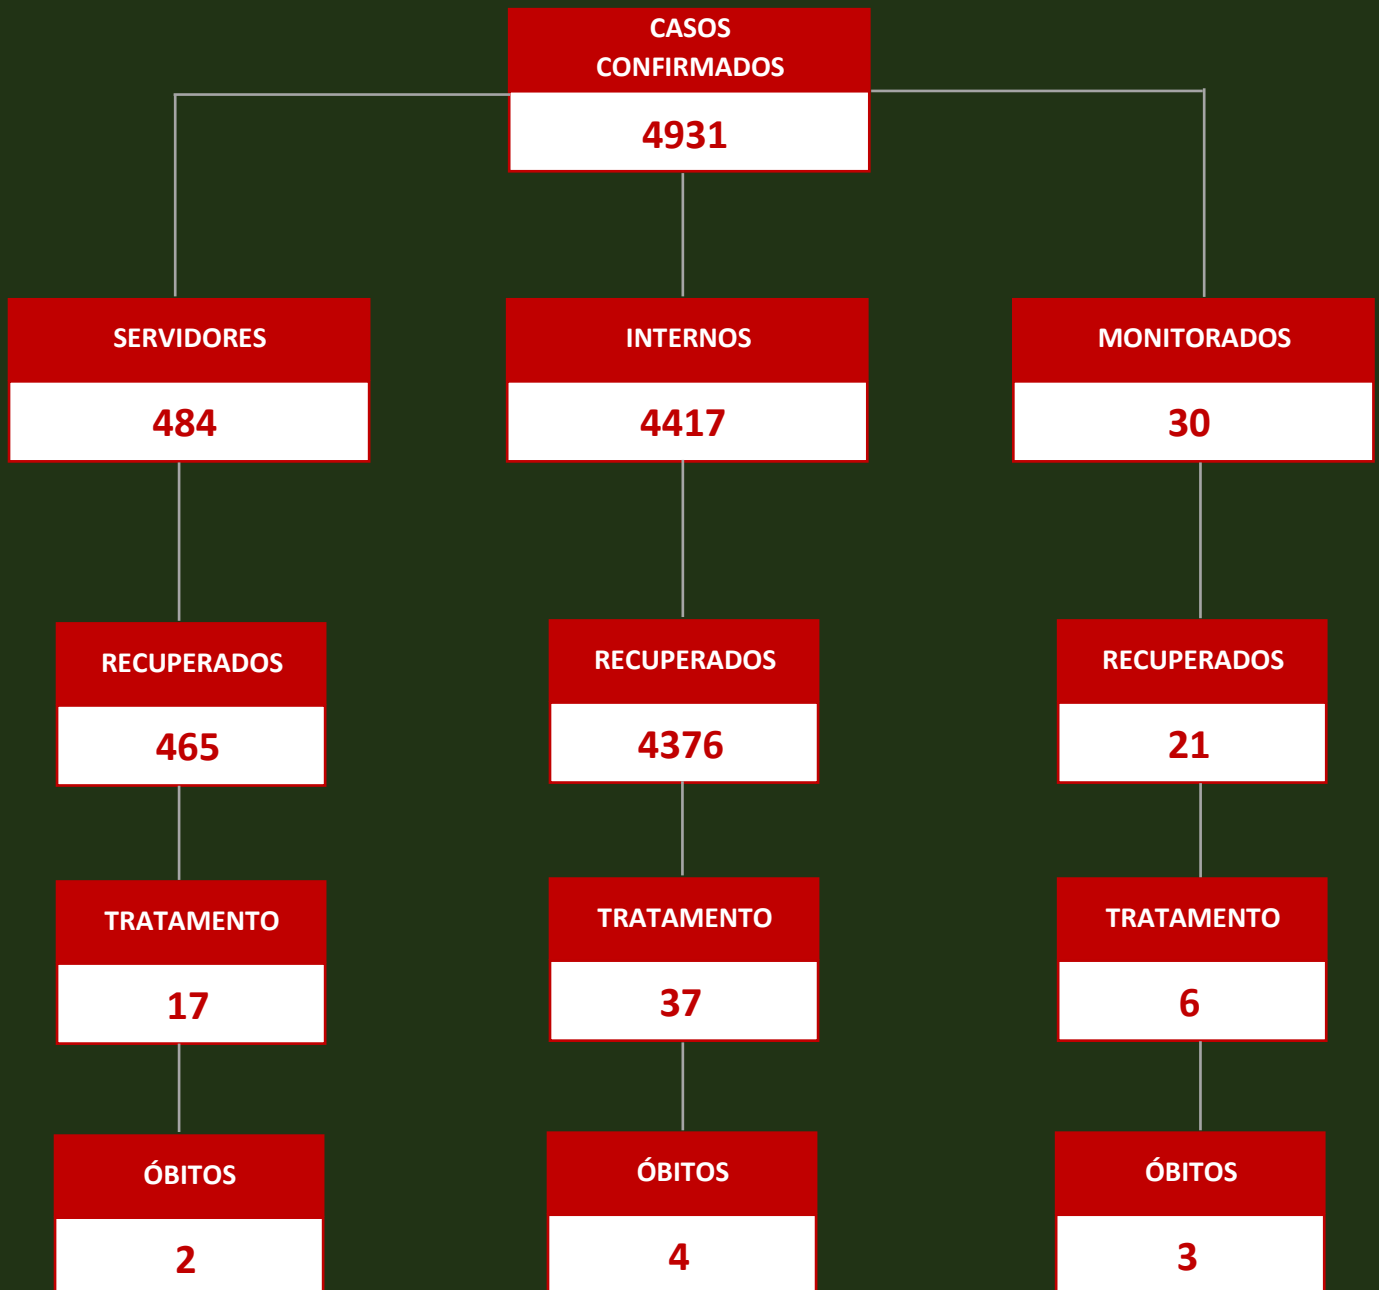 CASOS
CONFIRMADOS
4931
SERVIDORES
INTERNOS
MONITORADOS
484
4417
30
RECUPERADOS
RECUPERADOS
RECUPERADOS
465
4376
21
TRATAMENTO
TRATAMENTO
TRATAMENTO
17
37
6
ÓBITOS
ÓBITOS
ÓBITOS
2
4
3